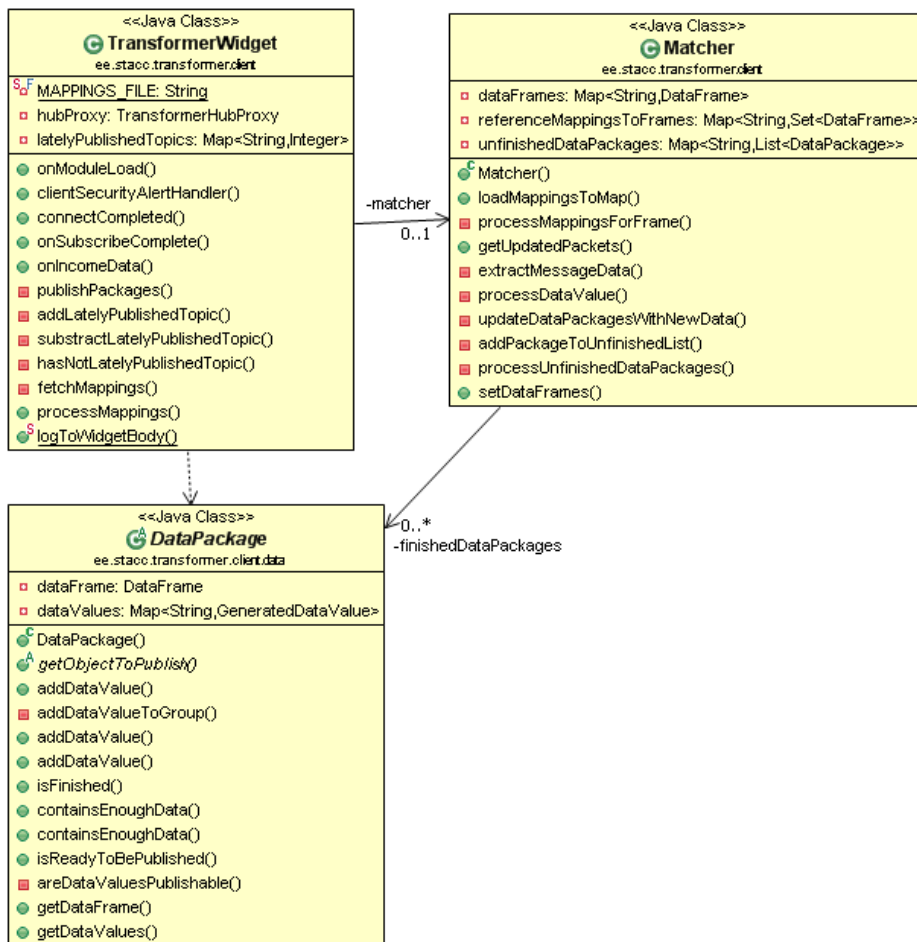 <<Java Class>>
TransformerWidget
ee.stacc.transformer.client
MAPPINGS_FILE: String
hubProxy: TransformerHubProxy
latelyPublishedTopics: Map<String,Integer>
onModuleLoad()
clientSecurityAlertHandler()
connectCompleted()
onSubscribeComplete()
onIncomeData()
publishPackages()
addLatelyPublishedTopic()
substractLatelyPublishedTopic()
hasNotLatelyPublishedTopic()
fetchMappings()
processMappings()
logToWidgetBody()
-matcher
0..1
<<Java Class>>
Matcher
ee.stacc.transformer.client
dataFrames: Map<String,DataFrame>
referenceMappingsToFrames: Map<String,Set<DataFrame>>
unfinishedDataPackages: Map<String,List<DataPackage>>
Matcher()
loadMappingsToMap()
processMappingsForFrame()
getUpdatedPackets()
extractMessageData()
processDataValue()
updateDataPackagesWithNewData()
addPackageToUnfinishedList()
processUnfinishedDataPackages()
setDataFrames()
0..*
-finishedDataPackages
<<Java Class>>
DataPackage
ee.stacc.transformer.client.data
dataFrame: DataFrame
dataValues: Map<String,GeneratedDataValue>
DataPackage()
getObjectToPublish()
addDataValue()
addDataValueToGroup()
addDataValue()
addDataValue()
isFinished()
containsEnoughData()
containsEnoughData()
isReadyToBePublished()
areDataValuesPublishable()
getDataFrame()
getDataValues()